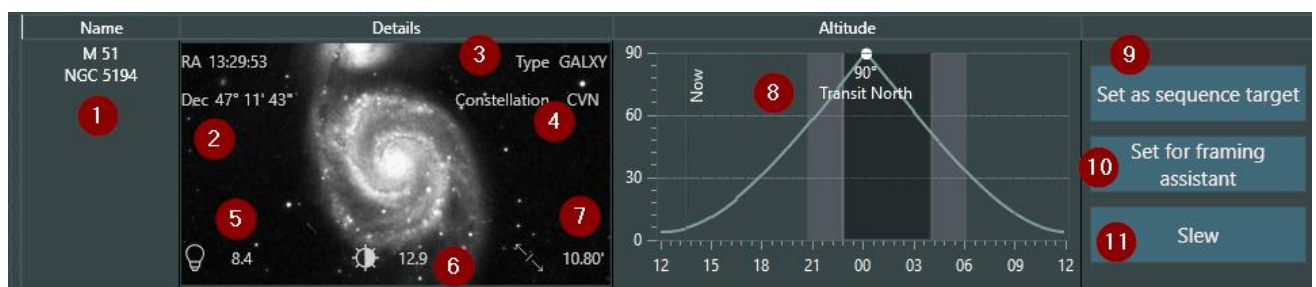 Name
Details
Altitude
M 51
NGC 5194
1
RA 13:29:53
3
Type GALXY
Dec 47° 11' 43"
Constellation CVN
2
4
5
7
8.4
12.9
6
10.80'
90
60
30
0
Now
8
90°
Transit North
12 15 18 21 00 03 06 09 12
9
Set as sequence target
10
Set for framing
assistant
11
Slew